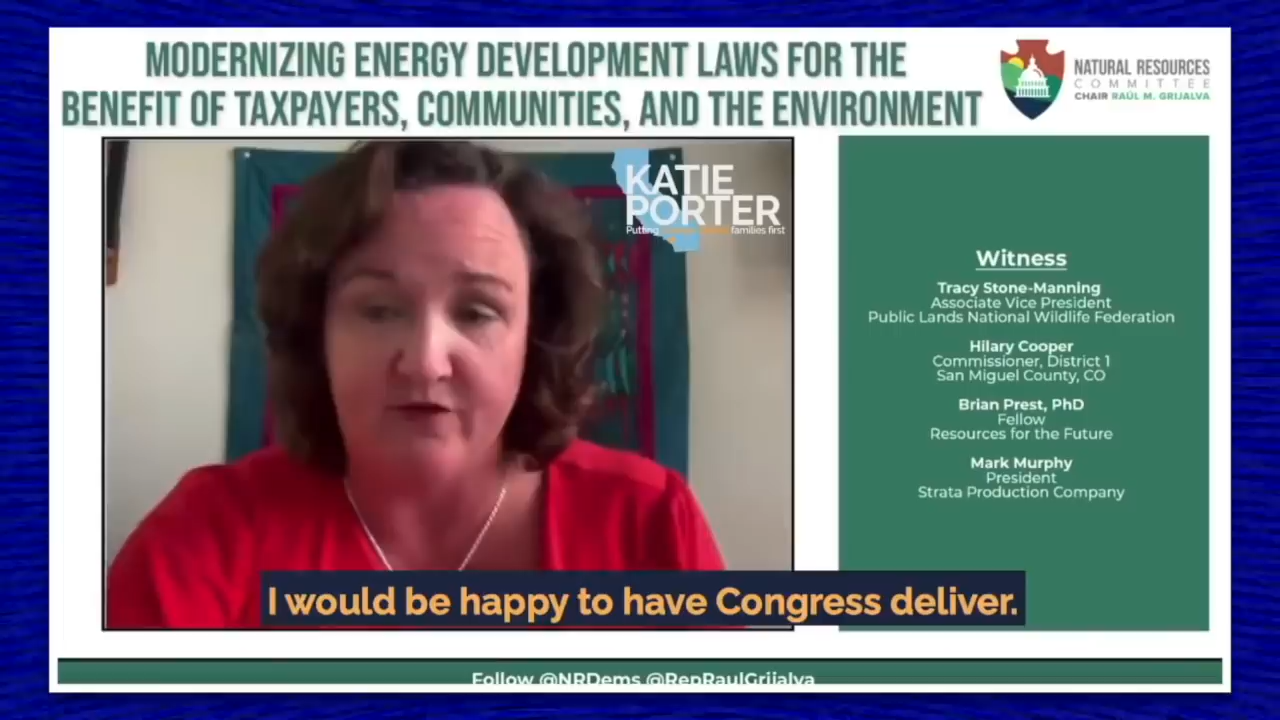 MODERNIZING ENERGY DEVELOPMENT LAWS FOR THE
BENEFIT OF TAXPAYERS, COMMUNITIES, AND THE ENVIRONMENT
NATURAL RESOURCES
COMMITTEE
CHAIR RAÚL M. GRIJALVA
KATIE
PORTER
Putting families first
Witness
Tracy Stone-Manning
Associate Vice President
Public Lands National Wildlife Federation
Hilary Cooper
Commissioner, District 1
San Miguel County, CO
Brian Prest, PhD
Fellow
Resources for the Future
Mark Murphy
President
Strata Production Company
I would be happy to have Congress deliver.
Follow @NRDems @RepRaulGrijalva